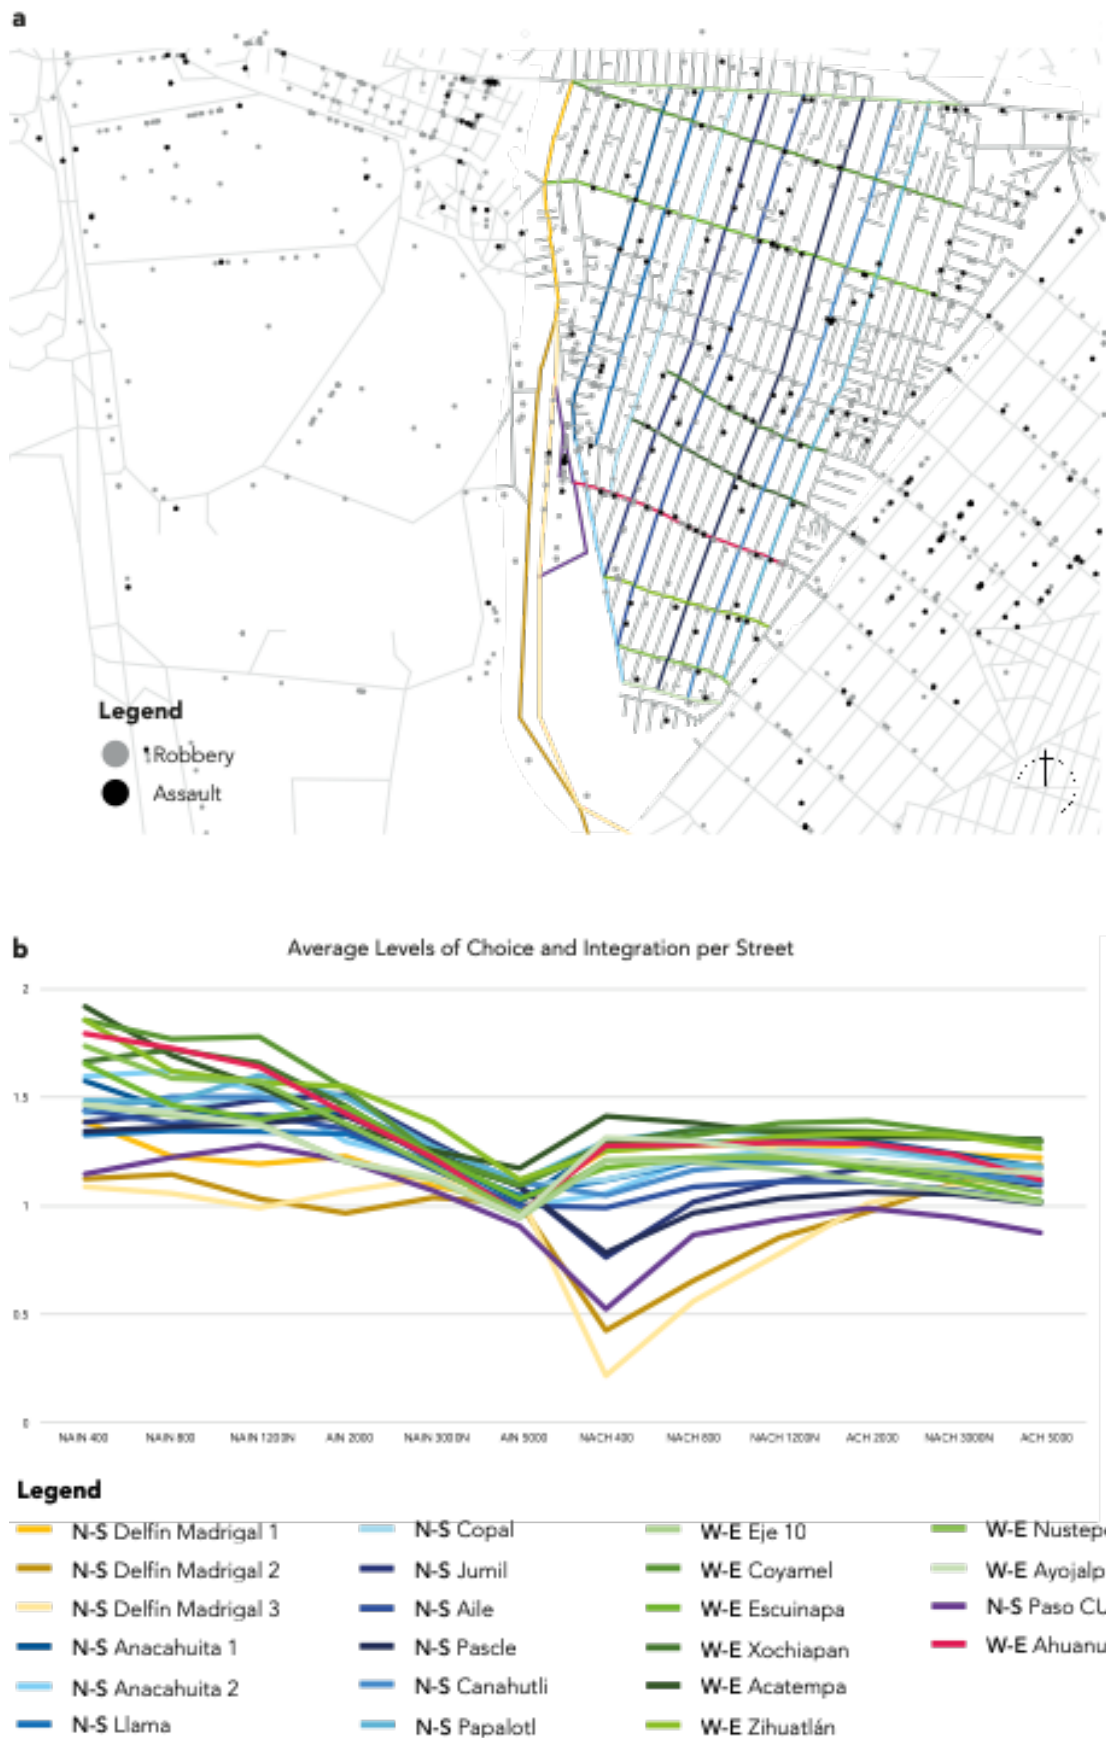 a
Legend
Robbery
Assault
b
Average Levels of Choice and Integration per Street
2
1.5
1
0.5
0
NAIN 400 NAIN 800 NAIN 1200N AIN 2000 NAIN 3000N AIN 5000 NACH 400 NACH 800 NACH 1200N ACH 2000 NACH 3000N ACH 5000
Legend
N-S Delfín Madrigal 1
N-S Delfín Madrigal 2
N-S Delfín Madrigal 3
N-S Anacahuita 1
N-S Anacahuita 2
N-S Llama
N-S Copal
N-S Jumil
N-S Aile
N-S Pascle
N-S Canahutli
N-S Papalotl
W-E Eje 10
W-E Coyamel
W-E Escuinapa
W-E Xochiapan
W-E Acatempa
W-E Zihuatlán
W-E Nustepe
W-E Ayojalp
N-S Paso CU
W-E Ahuanu